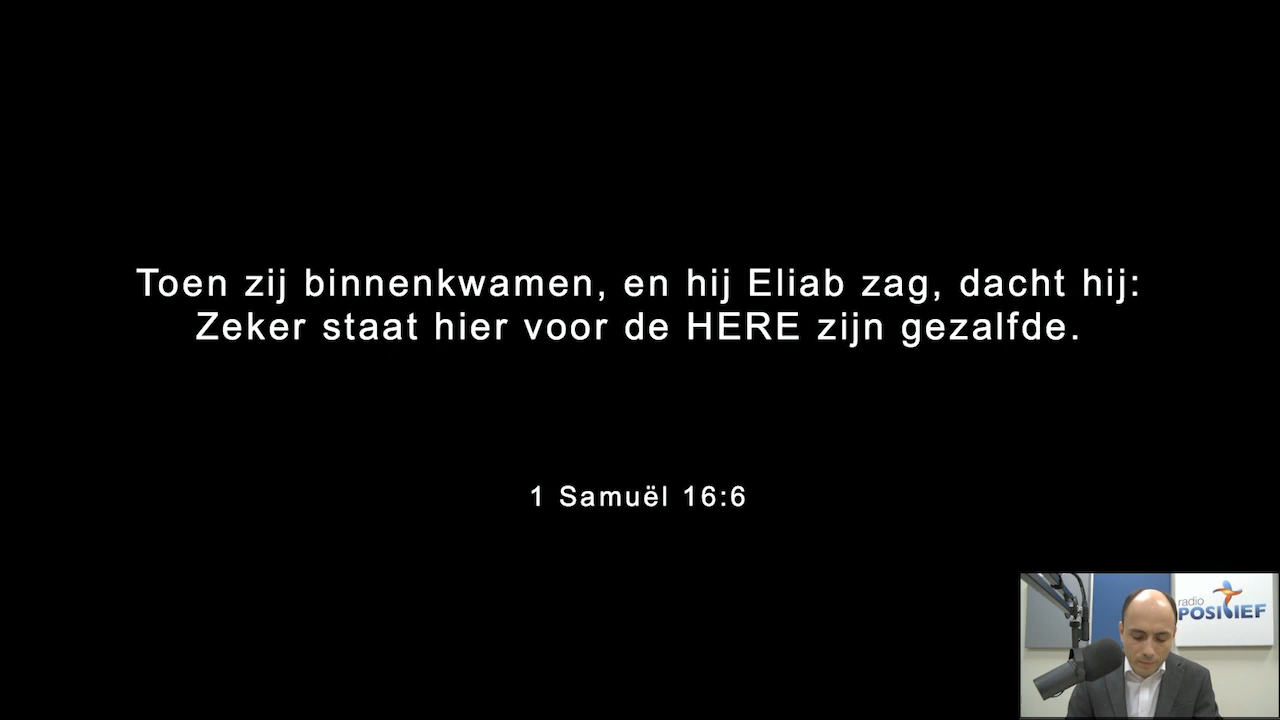 Toen zij binnenkwamen, en hij Eliab zag, dacht hij:
Zeker staat hier voor de HERE zijn gezalfde.
1 Samuël 16:6
radio
POSITIEF